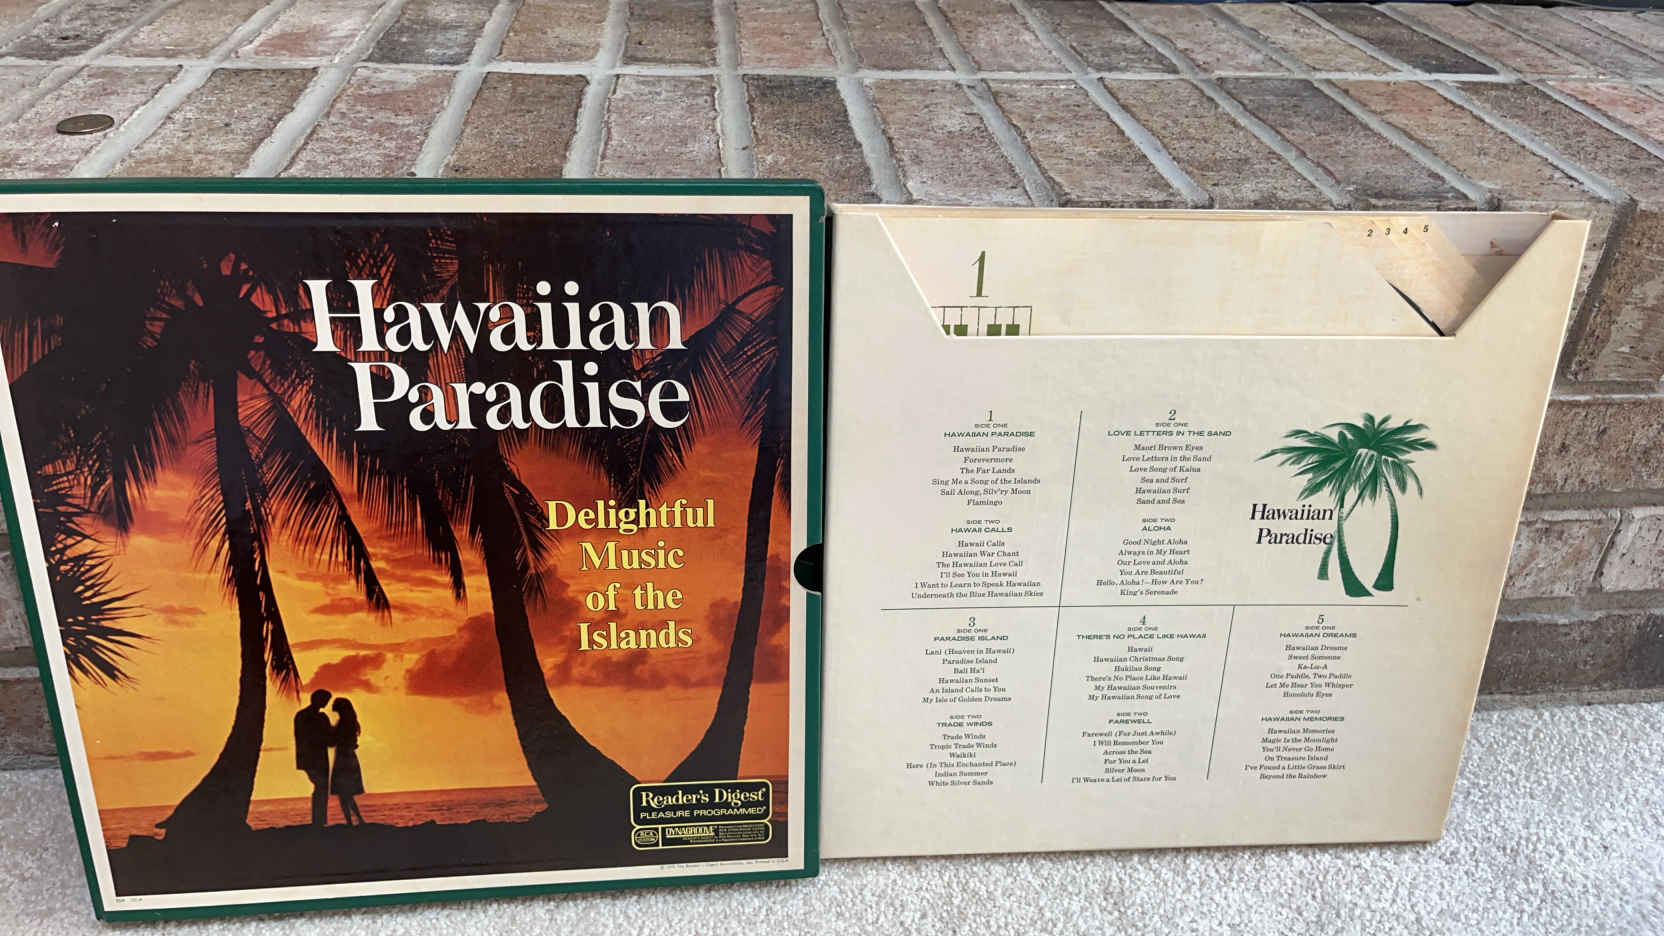 Hawaiian
Paradise
Delightful
Music
of the
Islands
Reader's Digest
PLEASURE PROGRAMMED
RCA
DYNAGROOVE
1
2 3 4 5
1
SIDE ONE
HAWAIIAN PARADISE
Hawaiian Paradise
Forevermore
The Far Lands
Sing Me a Song of the Islands
Sail Along, Silv'ry Moon
Flamingo
SIDE TWO
HAWAII CALLS
Hawaii Calls
Hawaiian War Chant
The Hawaiian Love Call
I'll See You in Hawaii
I Want to Learn to Speak Hawaiian
Underneath the Blue Hawaiian Skies
2
SIDE ONE
LOVE LETTERS IN THE SAND
Maori Brown Eyes
Love Letters in the Sand
Love Song of Kalua
Sea and Surf
Hawaiian Surf
Sand and Sea
SIDE TWO
ALOHA
Good Night Aloha
Always in My Heart
Our Love and Aloha
You Are Beautiful
Hello, Aloha!—How Are You?
King's Serenade
Hawaiian
Paradise
3
SIDE ONE
PARADISE ISLAND
Lani (Heaven in Hawaii)
Paradise Island
Bali Ha'i
Hawaiian Sunset
An Island Calls to You
My Isle of Golden Dreams
SIDE TWO
TRADE WINDS
Trade Winds
Tropic Trade Winds
Waikiki
Here (In This Enchanted Place)
Indian Summer
White Silver Sands
4
SIDE ONE
THERE'S NO PLACE LIKE HAWAII
Hawaii
Hawaiian Christmas Song
Hukilau Song
There's No Place Like Hawaii
My Hawaiian Souvenirs
My Hawaiian Song of Love
SIDE TWO
FAREWELL
Farewell (For Just Awhile)
I Will Remember You
Across the Sea
For You a Lei
Silver Moon
I'll Weave a Lei of Stars for You
5
SIDE ONE
HAWAIIAN DREAMS
Hawaiian Dreams
Sweet Someone
Ka-Lu-A
One Paddle, Two Paddle
Let Me Hear You Whisper
Honolulu Eyes
SIDE TWO
HAWAIIAN MEMORIES
Hawaiian Memories
Magic Is the Moonlight
You'll Never Go Home
On Treasure Island
I've Found a Little Grass Skirt
Beyond the Rainbow